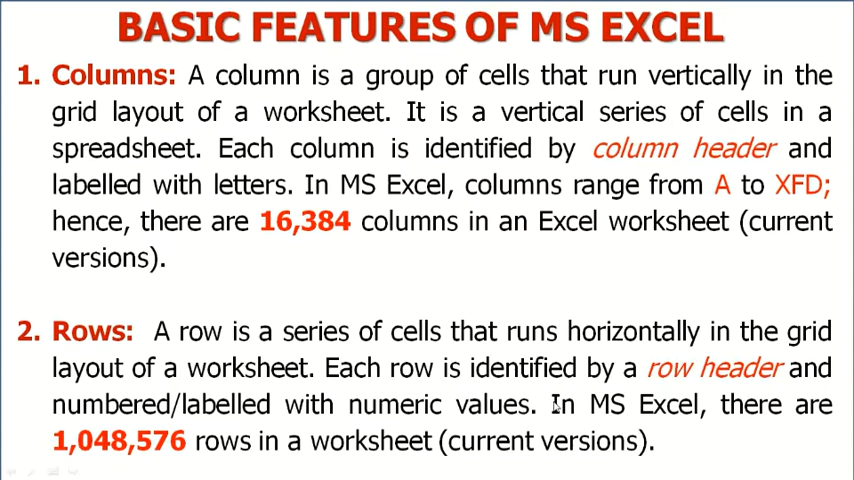 BASIC FEATURES OF MS EXCEL
1. Columns: A column is a group of cells that run vertically in the
grid layout of a worksheet. It is a vertical series of cells in a
spreadsheet. Each column is identified by column header and
labelled with letters. In MS Excel, columns range from A to XFD;
hence, there are 16,384 columns in an Excel worksheet (current
versions).
2. Rows: A row is a series of cells that runs horizontally in the grid
layout of a worksheet. Each row is identified by a row header and
numbered/labelled with numeric values. In MS Excel, there are
1,048,576 rows in a worksheet (current versions).